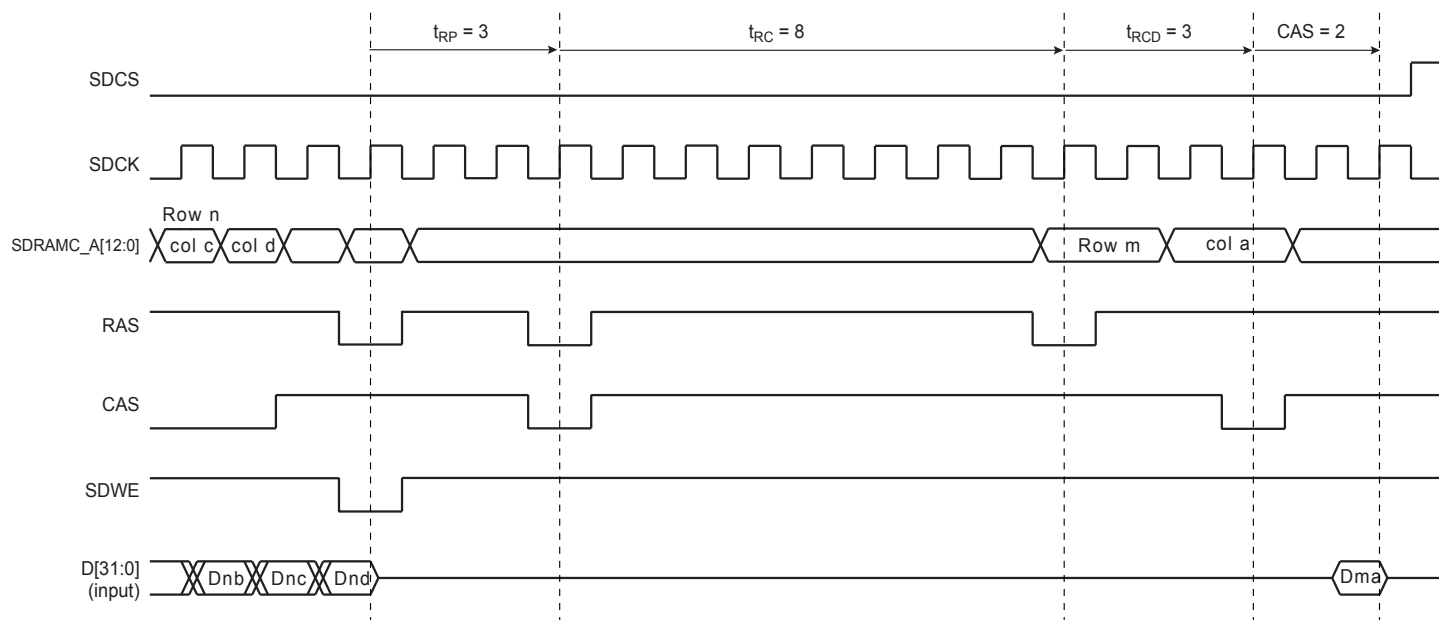 tRP = 3 tRC = 8 tRCD = 3 CAS = 2
SDCS
SDCK
Row n
SDRAMC_A[12:0] col c col d Row m col a
RAS
CAS
SDWE
D[31:0] Dnb Dnc Dnd Dma
(input)